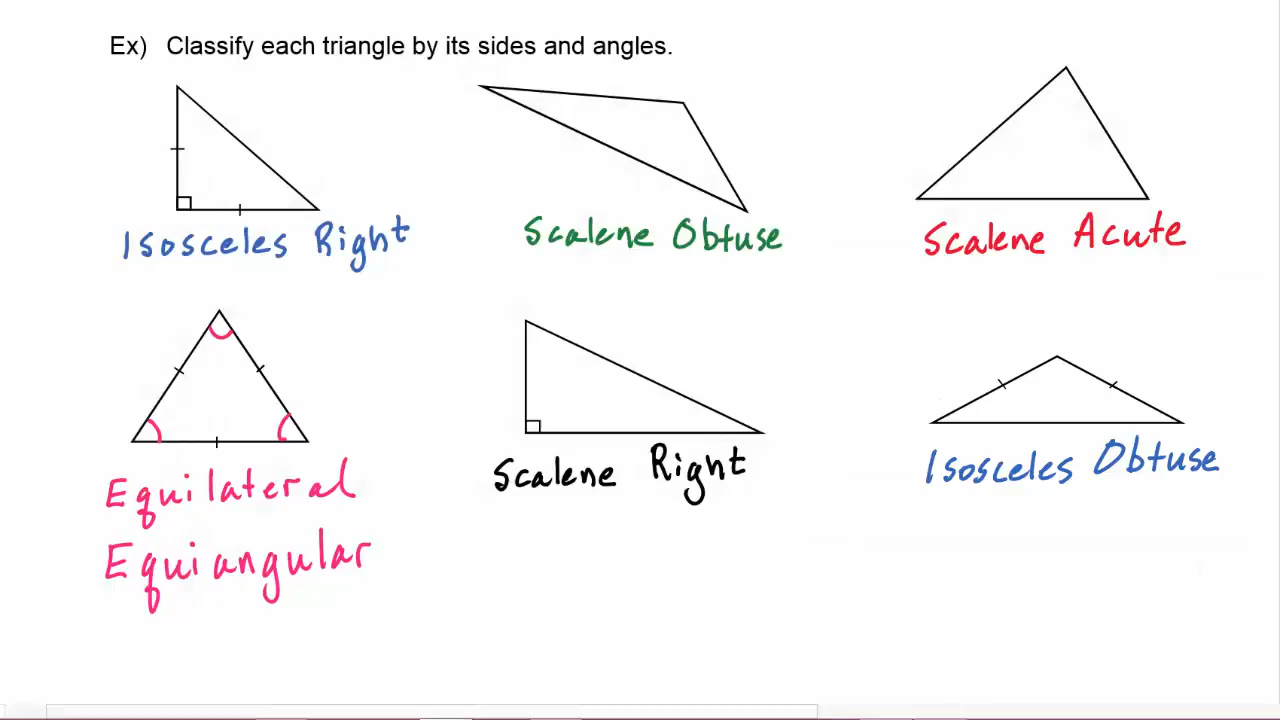 Ex) Classify each triangle by its sides and angles.
Isosceles Right
Scalene Obtuse
Scalene Acute
Equilateral
Equiangular
Scalene Right
Isosceles Obtuse